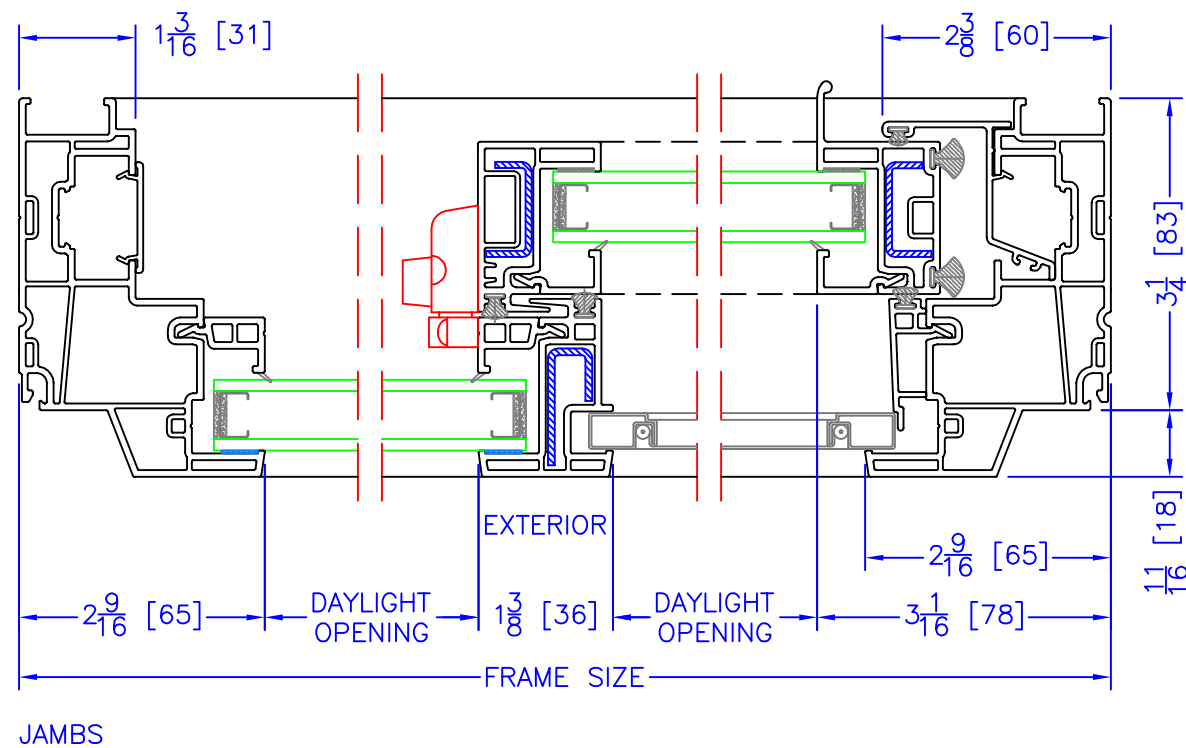 1 3/16 [31]
2 3/8 [60]
3 1/4 [83]
11/16 [18]
EXTERIOR
2 9/16 [65]
2 9/16 [65]
DAYLIGHT
OPENING
1 3/8 [36]
DAYLIGHT
OPENING
3 1/16 [78]
FRAME SIZE
JAMBS